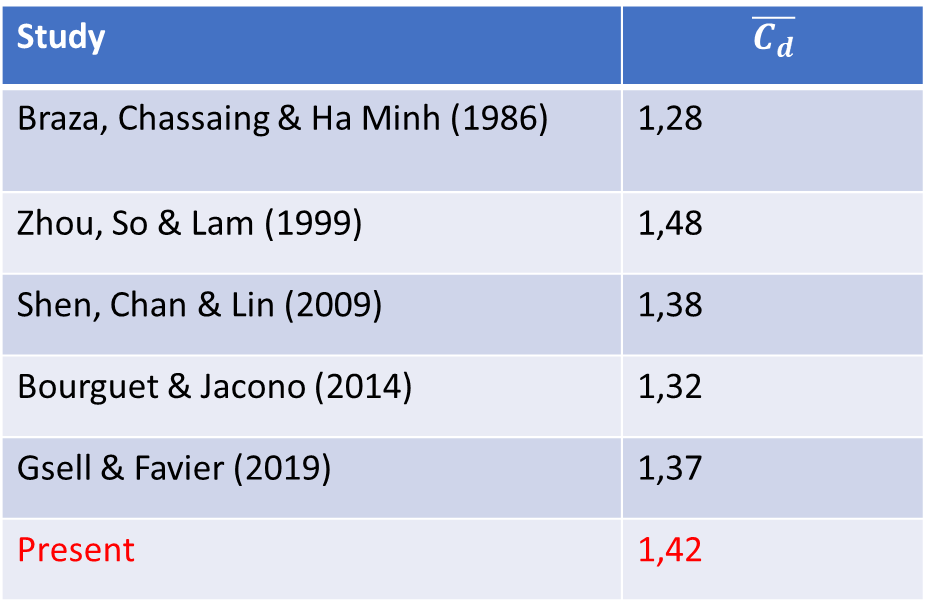 Study $\overline{C_d}$
Braza, Chassaing & Ha Minh (1986) 1,28
Zhou, So & Lam (1999) 1,48
Shen, Chan & Lin (2009) 1,38
Bourguet & Jacono (2014) 1,32
Gsell & Favier (2019) 1,37
Present 1,42